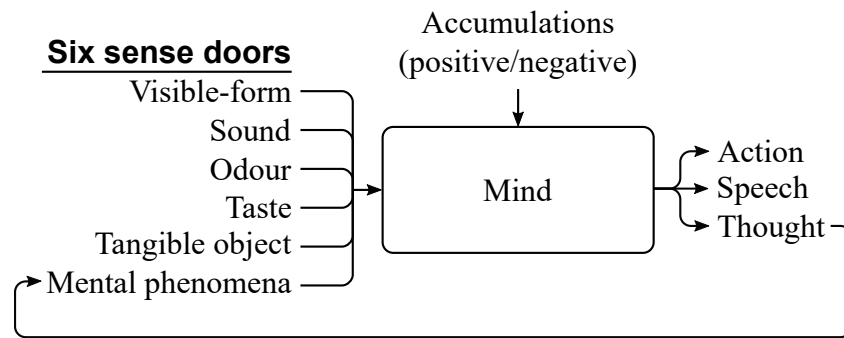 Accumulations
(positive/negative)
Six sense doors
Visible-form
Sound
Odour
Taste
Tangible object
Mental phenomena
Mind
Action
Speech
Thought